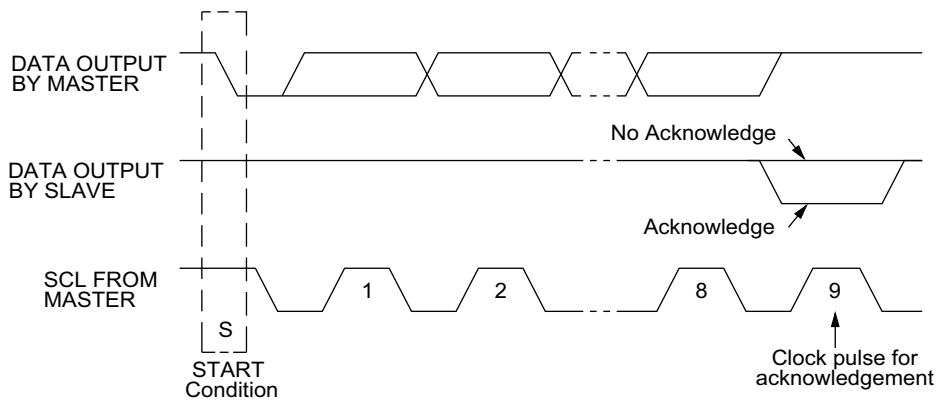 DATA OUTPUT
BY MASTER
No Acknowledge
DATA OUTPUT
BY SLAVE
Acknowledge
SCL FROM
MASTER
1
2
8
9
S
START
Condition
Clock pulse for
acknowledgement